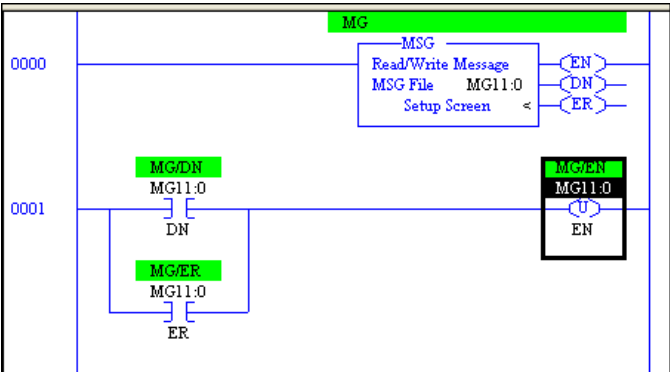 MG
MSG
0000
Read/Write Message
EN
MSG File MG11:0
DN
Setup Screen <
ER
MG/DN
MG11:0
0001
DN
MG/EN
MG11:0
U
EN
MG/ER
MG11:0
ER